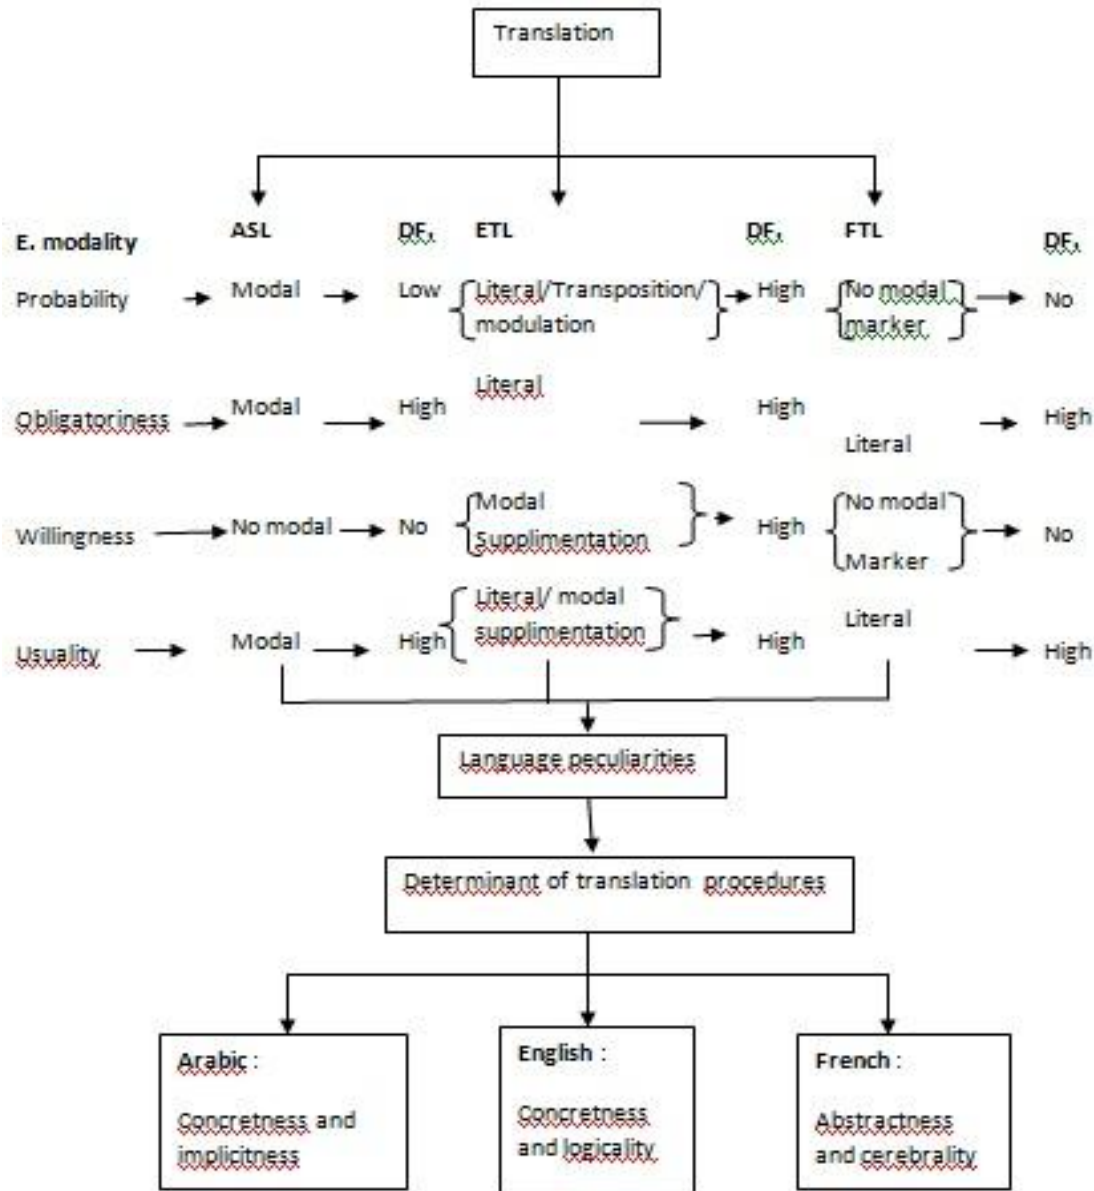 Translation
E. modality ASL DF, ETL DF, FTL DF,
Probability Modal Low Literal/Transposition/ High No modal No
modulation marker
Literal
Obligatoriness Modal High High High
Literal
Modal No modal
Willingness No modal No Supplimentation High Marker No
Literal/ modal Literal
Usuality Modal High supplimentation High High
Language peculiarities
Determinant of translation procedures
Arabic :
Concretness and
implicitness
English :
Concretness
and logicality
French :
Abstractness
and cerebrality